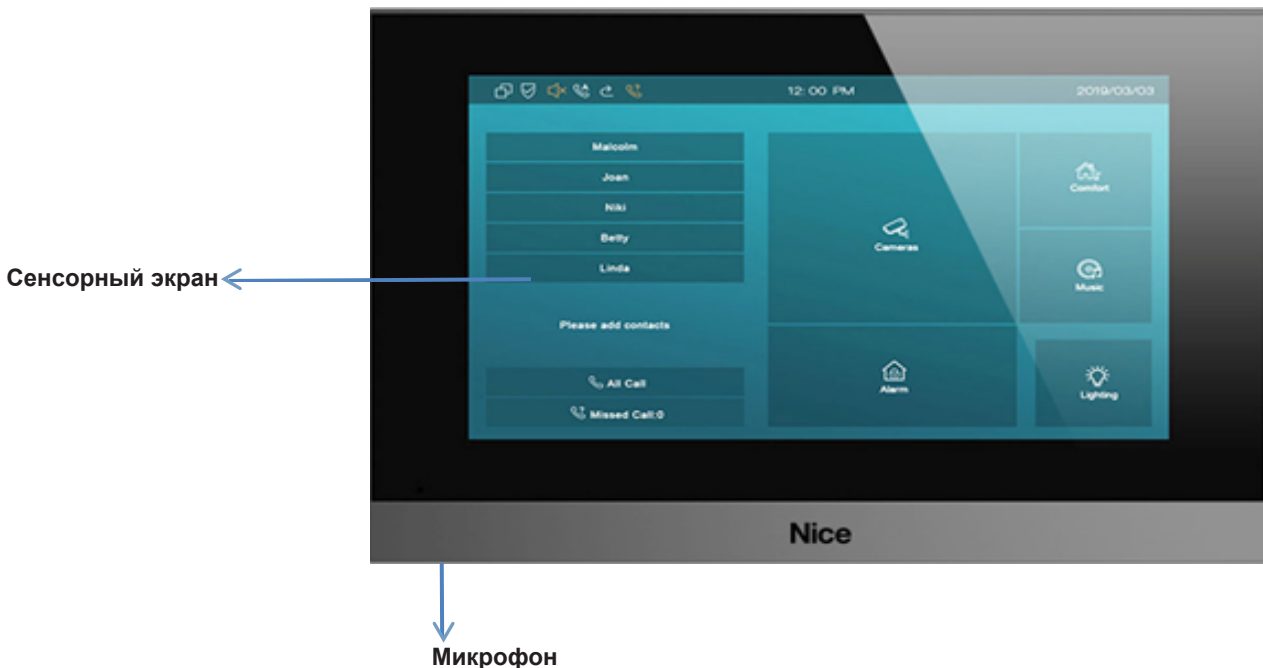 12:00 PM
2019/03/03
Malcolm
Joan
Niki
Betty
Linda
Please add contacts
All Call
Missed Call:0
Cameras
Alarm
Comfort
Music
Lighting
Сенсорный экран
Nice
Микрофон